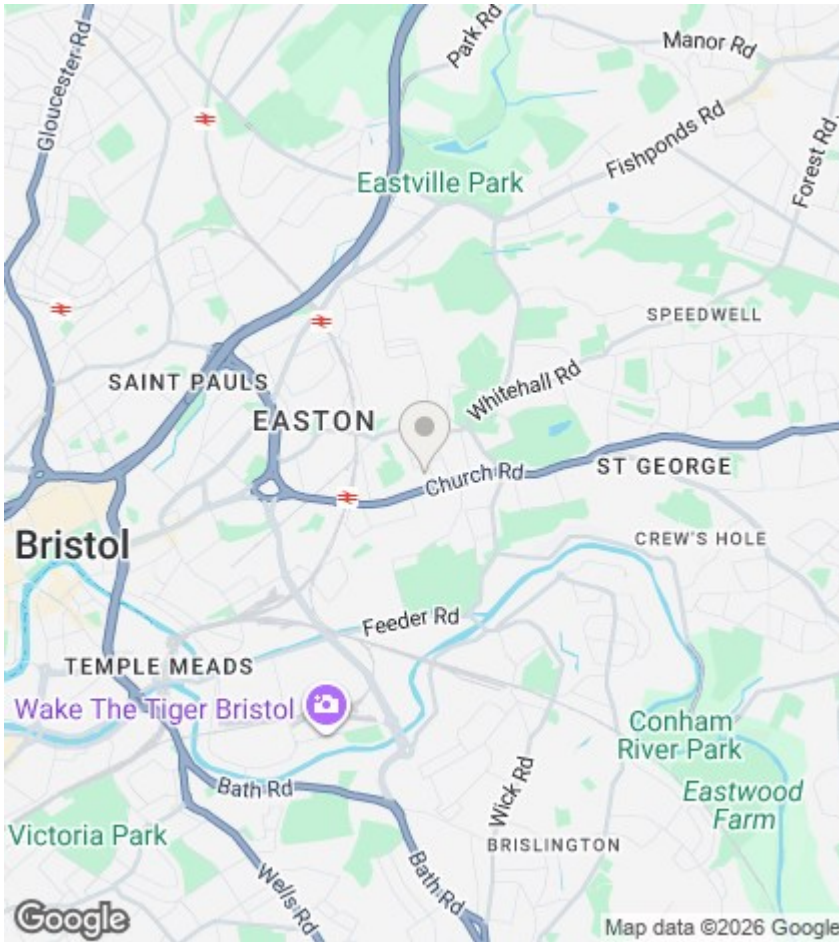 Gloucester Rd
Park Rd
Manor Rd
Fishponds Rd
Forest Rd
Eastville Park
SPEEDWELL
SAINT PAULS
Whitehall Rd
EASTON
ST GEORGE
Church Rd
Bristol
CREW'S HOLE
Feeder Rd
TEMPLE MEADS
Wake The Tiger Bristol
Conham
River Park
Wick Rd
Bath Rd
Eastwood
Farm
Victoria Park
BRISLINGTON
Bath Rd
Wells Rd
Google
Map data ©2026 Google